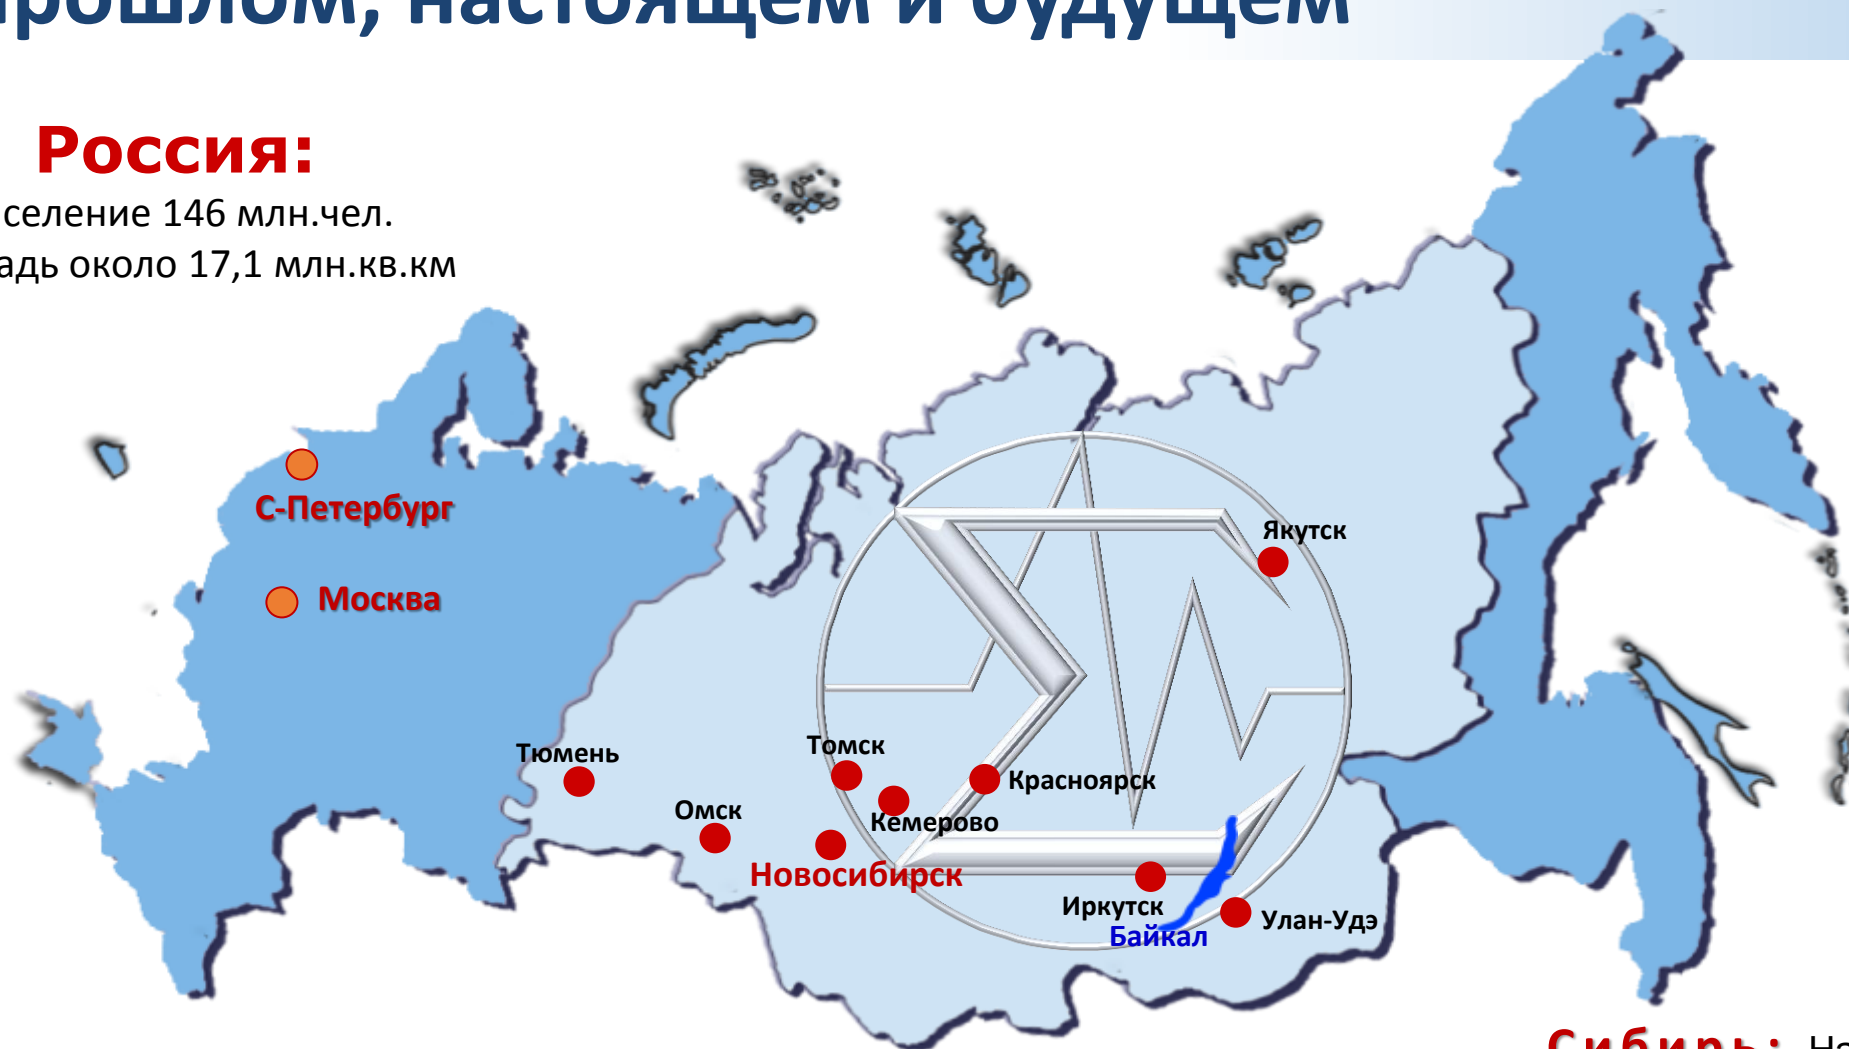 прошлом, настоящем и будущем
Россия:
селение 146 млн.чел.
адь около 17,1 млн.кв.км
С-Петербург
Якутск
Москва
Тюмень
Томск
Красноярск
Омск
Кемерово
Новосибирск
Иркутск
Улан-Удэ
Байкал
Сибирь: На